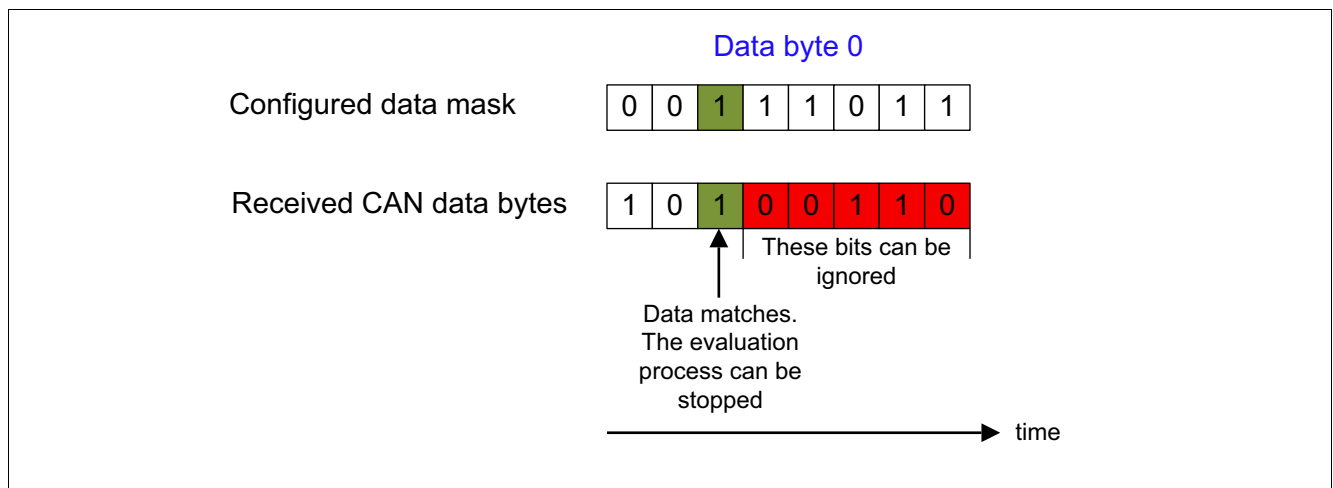 Data byte 0
Configured data mask 0 0 1 1 1 0 1 1
Received CAN data bytes 1 0 1 0 0 1 1 0
These bits can be
ignored
Data matches.
The evaluation
process can be
stopped
time